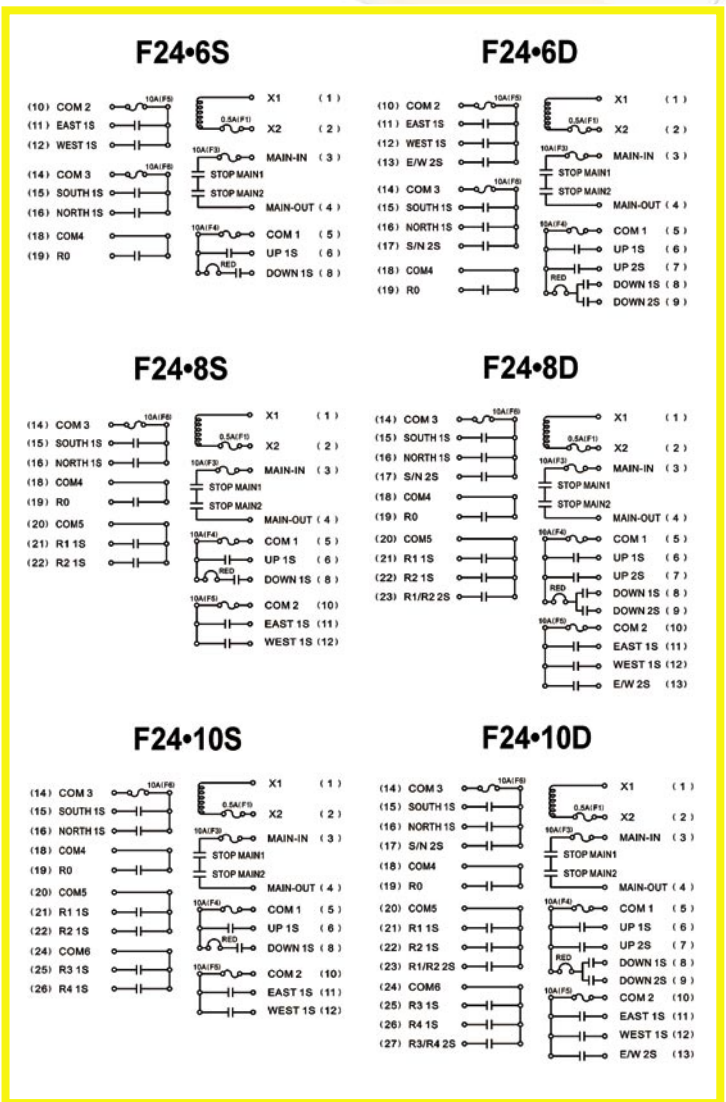 F24•6S
10A(F5)
(10) COM 2
(11) EAST 1S
(12) WEST 1S
10A(F6)
(14) COM 3
(15) SOUTH 1S
(16) NORTH 1S
(18) COM4
(19) R0
X1 (1)
0.5A(F1)
X2 (2)
10A(F3)
MAIN-IN (3)
STOP MAIN1
STOP MAIN2
MAIN-OUT (4)
10A(F4)
COM 1 (5)
UP 1S (6)
RED
DOWN 1S (8)
F24•6D
10A(F5)
(10) COM 2
(11) EAST 1S
(12) WEST 1S
(13) E/W 2S
10A(F6)
(14) COM 3
(15) SOUTH 1S
(16) NORTH 1S
(17) S/N 2S
(18) COM4
(19) R0
X1 (1)
0.5A(F1)
X2 (2)
10A(F3)
MAIN-IN (3)
STOP MAIN1
STOP MAIN2
MAIN-OUT (4)
10A(F4)
COM 1 (5)
UP 1S (6)
UP 2S (7)
RED
DOWN 1S (8)
DOWN 2S (9)
F24•8S
10A(F6)
(14) COM 3
(15) SOUTH 1S
(16) NORTH 1S
(18) COM4
(19) R0
(20) COM5
(21) R1 1S
(22) R2 1S
X1 (1)
0.5A(F1)
X2 (2)
10A(F3)
MAIN-IN (3)
STOP MAIN1
STOP MAIN2
MAIN-OUT (4)
10A(F4)
COM 1 (5)
UP 1S (6)
RED
DOWN 1S (8)
10A(F5)
COM 2 (10)
EAST 1S (11)
WEST 1S (12)
F24•8D
10A(F6)
(14) COM 3
(15) SOUTH 1S
(16) NORTH 1S
(17) S/N 2S
(18) COM4
(19) R0
(20) COM5
(21) R1 1S
(22) R2 1S
(23) R1/R2 2S
X1 (1)
0.5A(F1)
X2 (2)
10A(F3)
MAIN-IN (3)
STOP MAIN1
STOP MAIN2
MAIN-OUT (4)
10A(F4)
COM 1 (5)
UP 1S (6)
UP 2S (7)
RED
DOWN 1S (8)
DOWN 2S (9)
10A(F5)
COM 2 (10)
EAST 1S (11)
WEST 1S (12)
E/W 2S (13)
F24•10S
10A(F6)
(14) COM 3
(15) SOUTH 1S
(16) NORTH 1S
(18) COM4
(19) R0
(20) COM5
(21) R1 1S
(22) R2 1S
(24) COM6
(25) R3 1S
(26) R4 1S
X1 (1)
0.5A(F1)
X2 (2)
10A(F3)
MAIN-IN (3)
STOP MAIN1
STOP MAIN2
MAIN-OUT (4)
10A(F4)
COM 1 (5)
UP 1S (6)
RED
DOWN 1S (8)
10A(F5)
COM 2 (10)
EAST 1S (11)
WEST 1S (12)
F24•10D
10A(F6)
(14) COM 3
(15) SOUTH 1S
(16) NORTH 1S
(17) S/N 2S
(18) COM4
(19) R0
(20) COM5
(21) R1 1S
(22) R2 1S
(23) R1/R2 2S
(24) COM6
(25) R3 1S
(26) R4 1S
(27) R3/R4 2S
X1 (1)
0.5A(F1)
X2 (2)
10A(F3)
MAIN-IN (3)
STOP MAIN1
STOP MAIN2
MAIN-OUT (4)
10A(F4)
COM 1 (5)
UP 1S (6)
UP 2S (7)
RED
DOWN 1S (8)
DOWN 2S (9)
10A(F5)
COM 2 (10)
EAST 1S (11)
WEST 1S (12)
E/W 2S (13)